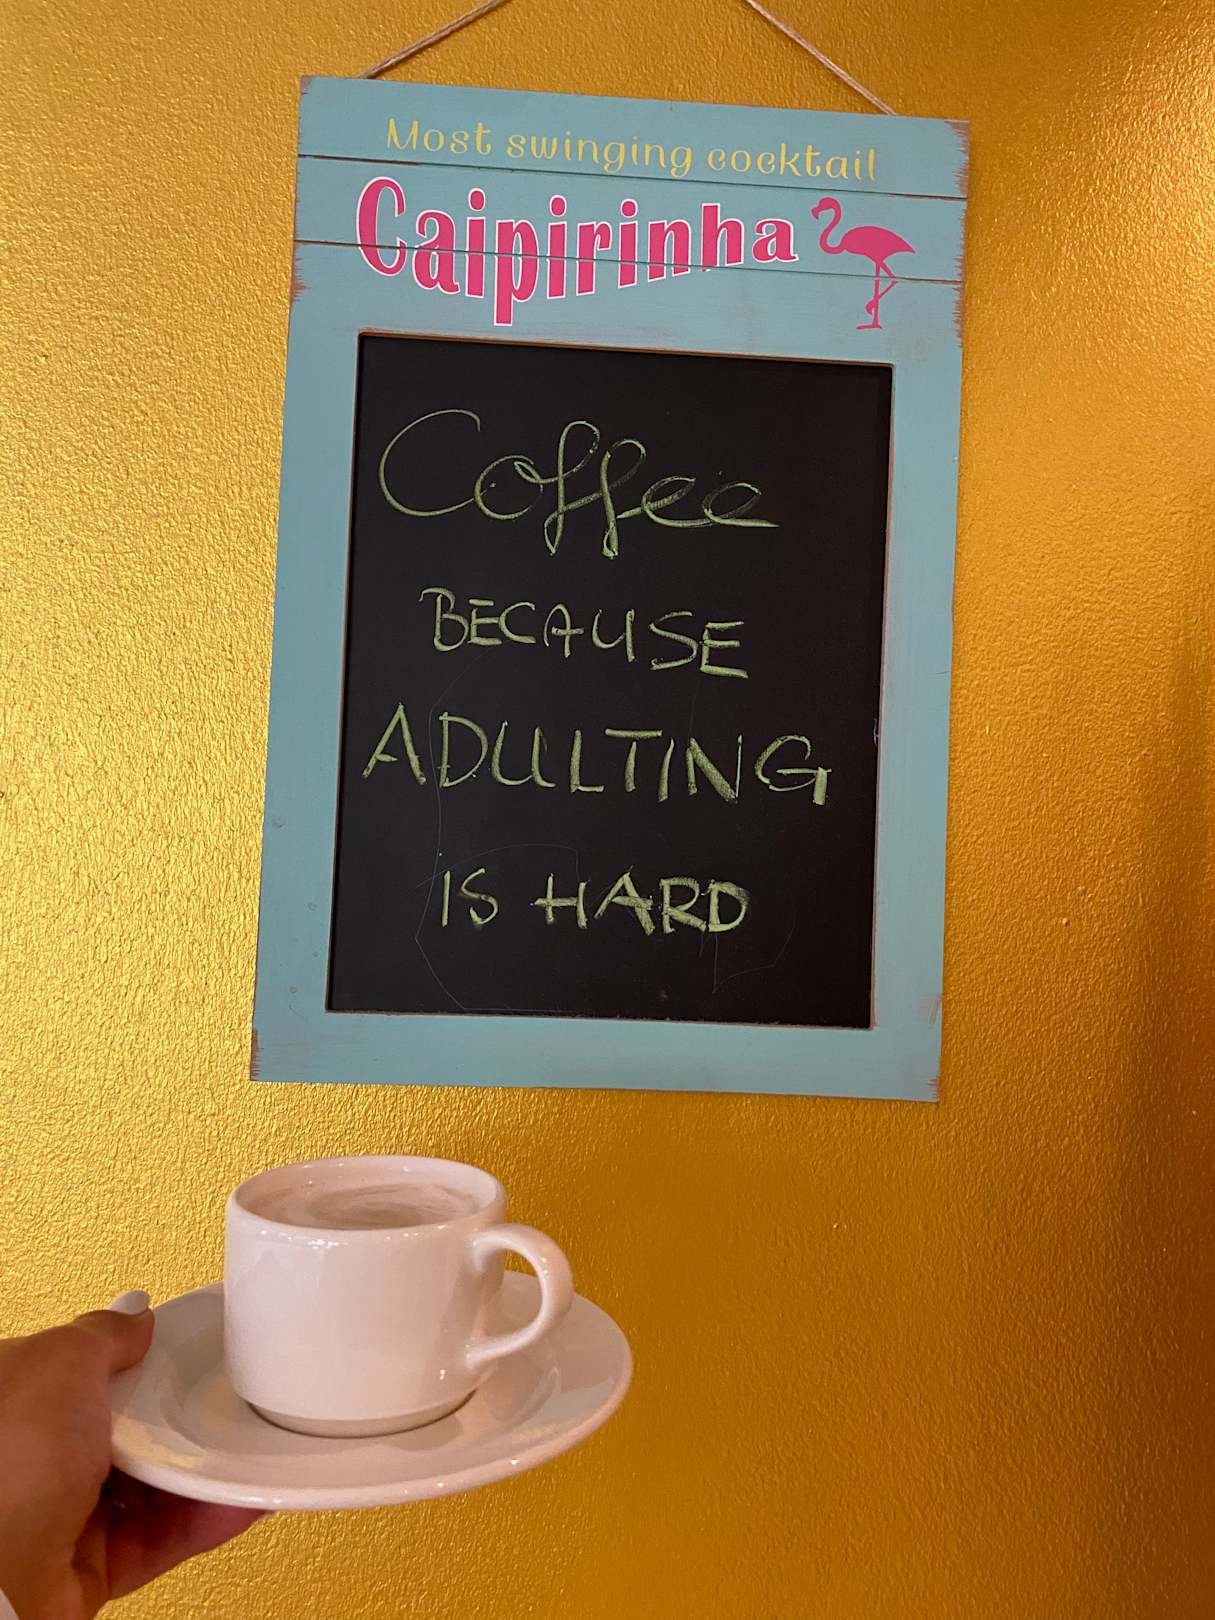 Most swinging cocktail
Caipirinha
Coffee
BECAUSE
ADULTING
IS HARD